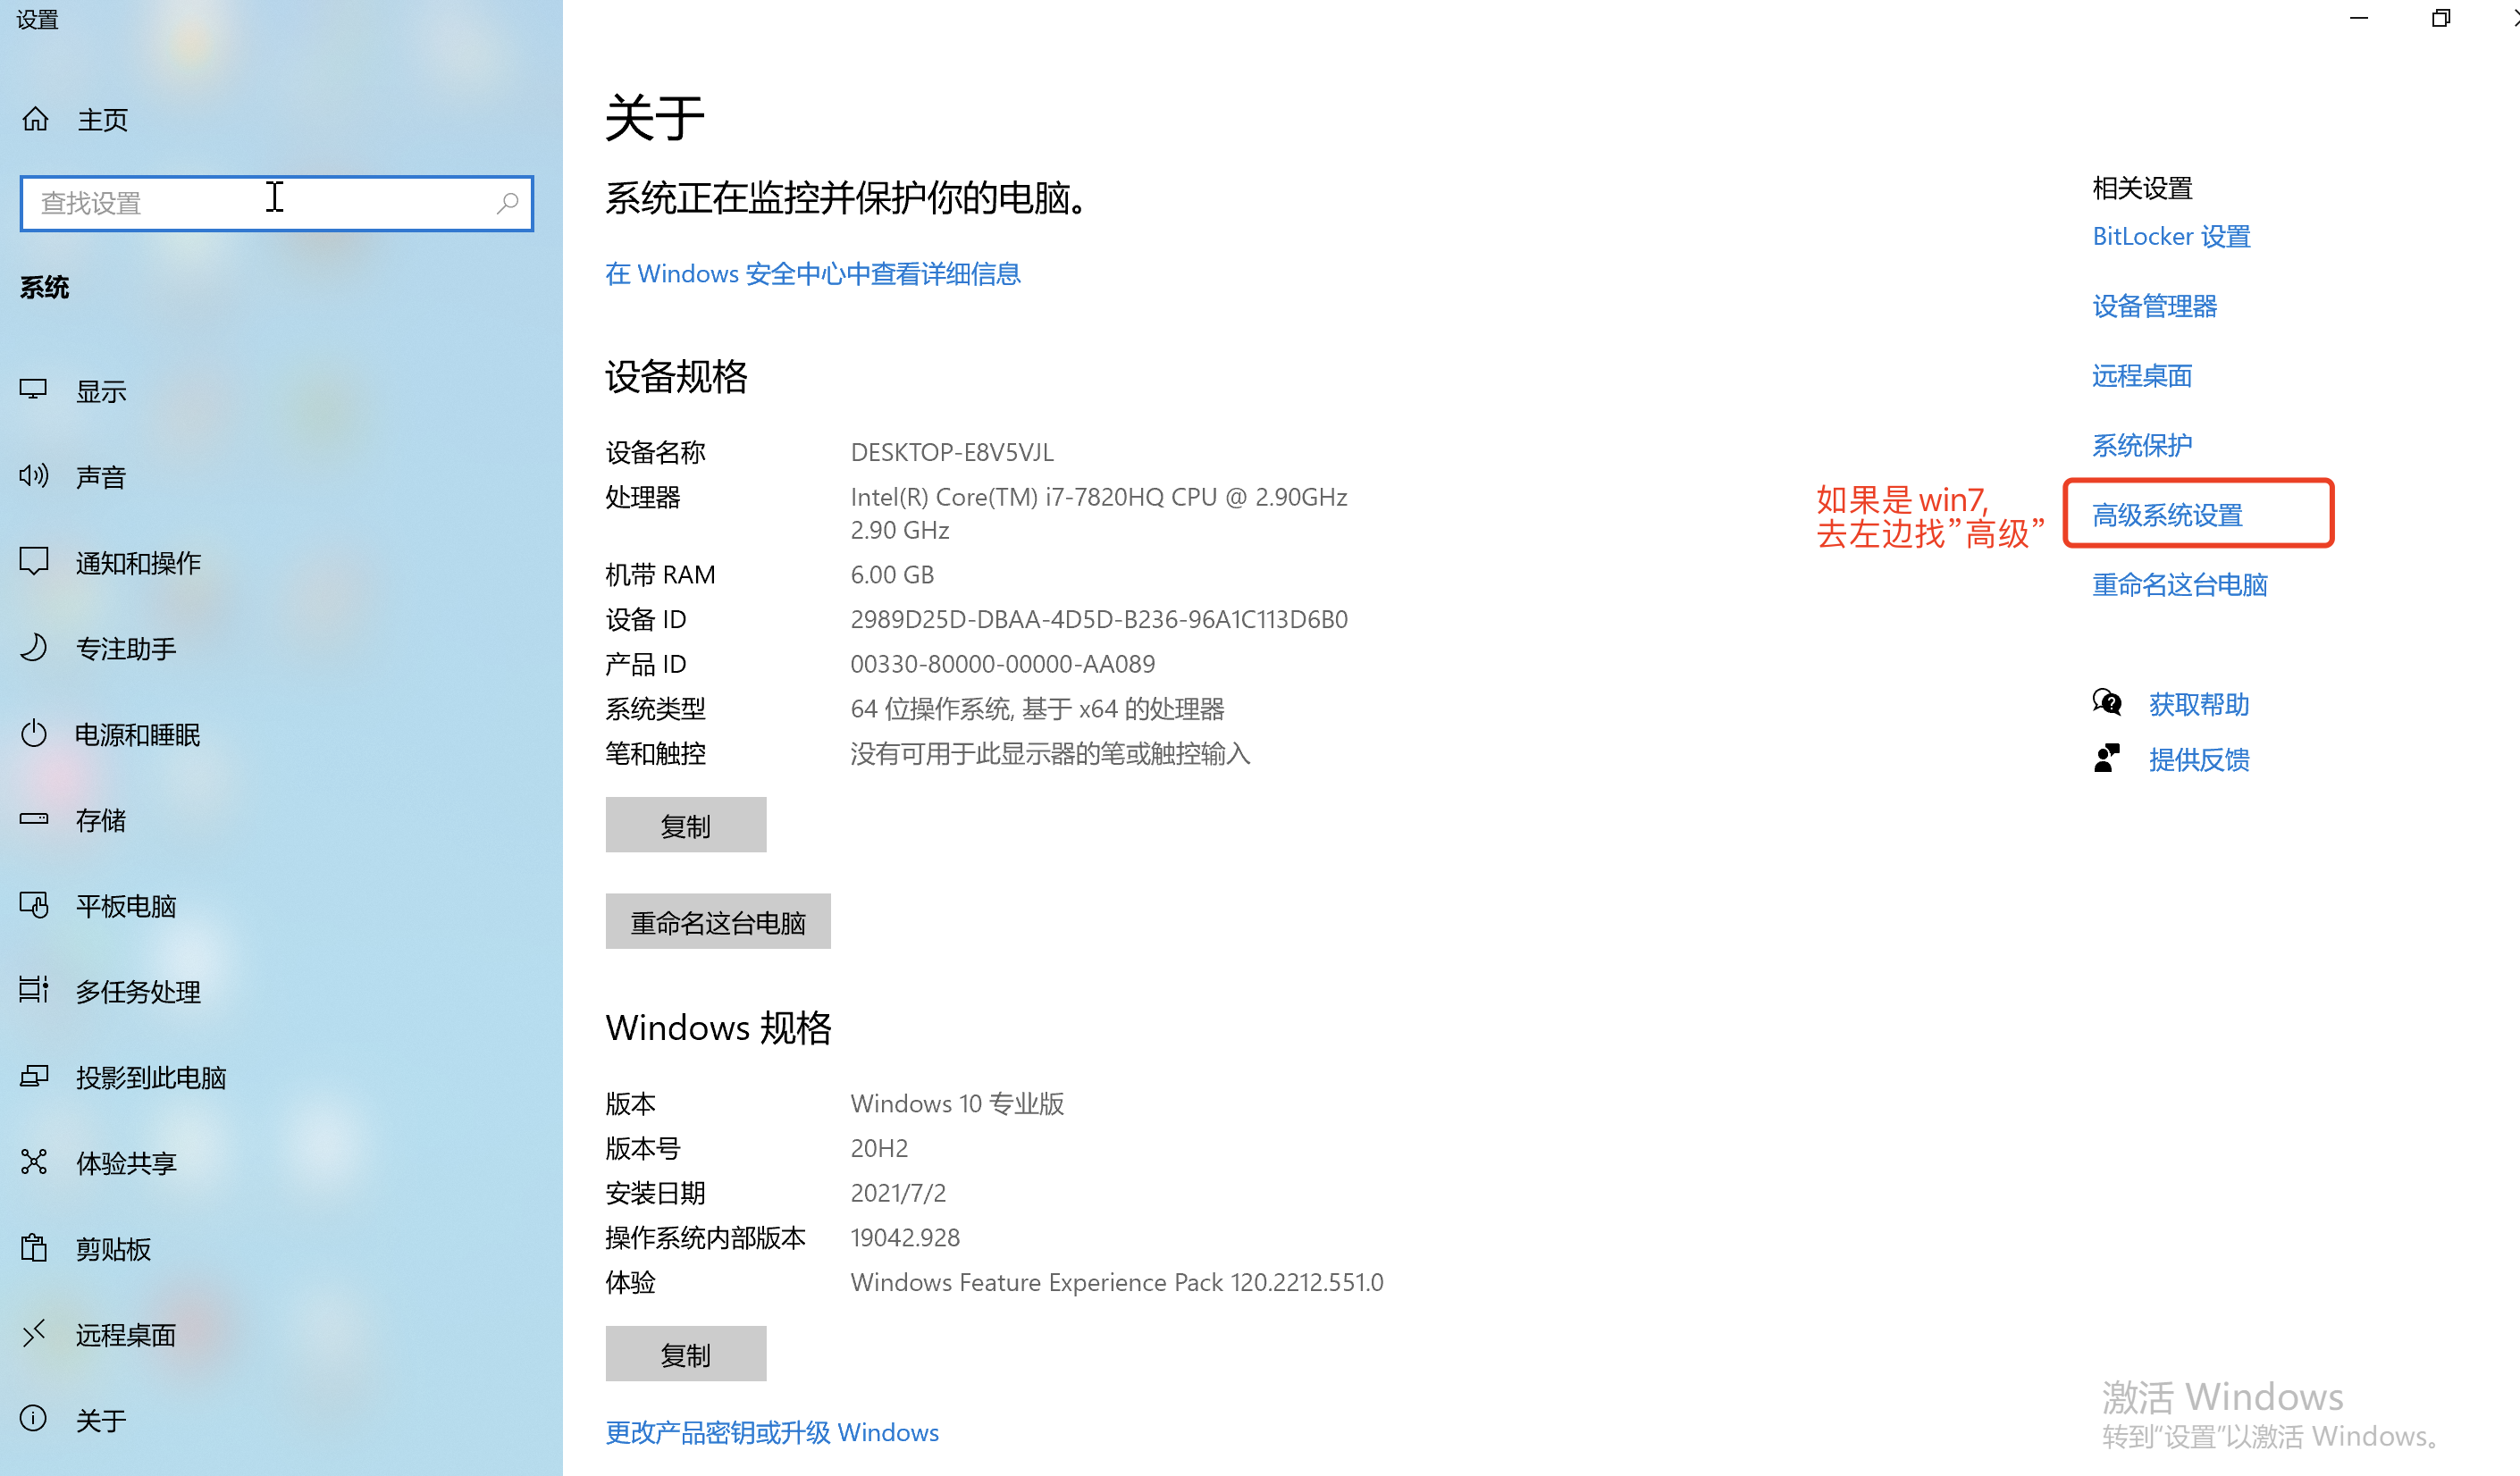 设置
主页
查找设置
系统
显示
声音
通知和操作
专注助手
电源和睡眠
存储
平板电脑
多任务处理
投影到此电脑
体验共享
剪贴板
远程桌面
关于
关于
系统正在监控并保护你的电脑。
在 Windows 安全中心中查看详细信息
设备规格
设备名称 DESKTOP-E8V5VJL
处理器 Intel(R) Core(TM) i7-7820HQ CPU @ 2.90GHz
2.90 GHz
机带 RAM 6.00 GB
设备 ID 2989D25D-DBAA-4D5D-B236-96A1C113D6B0
产品 ID 00330-80000-00000-AA089
系统类型 64 位操作系统, 基于 x64 的处理器
笔和触控 没有可用于此显示器的笔或触控输入
复制
重命名这台电脑
Windows 规格
版本 Windows 10 专业版
版本号 20H2
安装日期 2021/7/2
操作系统内部版本 19042.928
体验 Windows Feature Experience Pack 120.2212.551.0
复制
更改产品密钥或升级 Windows
相关设置
BitLocker 设置
设备管理器
远程桌面
系统保护
如果是win7,
去左边找”高级”
高级系统设置
重命名这台电脑
获取帮助
提供反馈
激活 Windows
转到“设置”以激活 Windows。